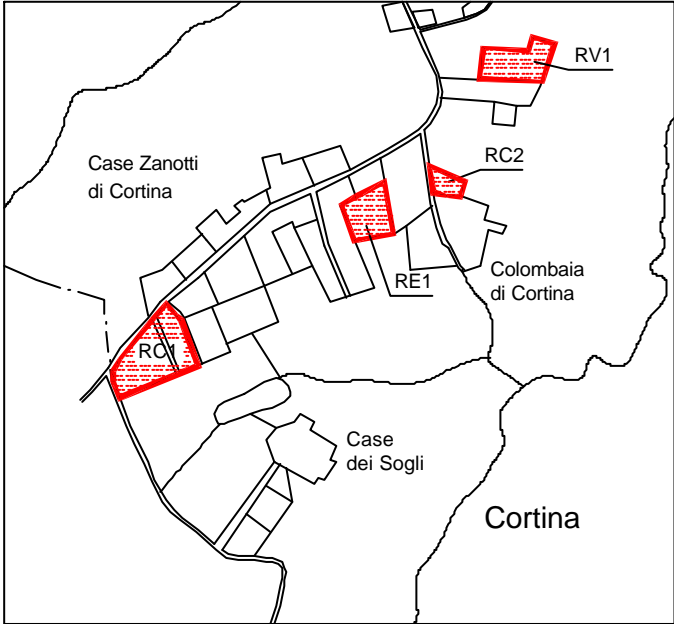 RV1
RC2
Case Zanotti
di Cortina
RE1
Colombaia
di Cortina
RC1
Case
dei Sogli
Cortina